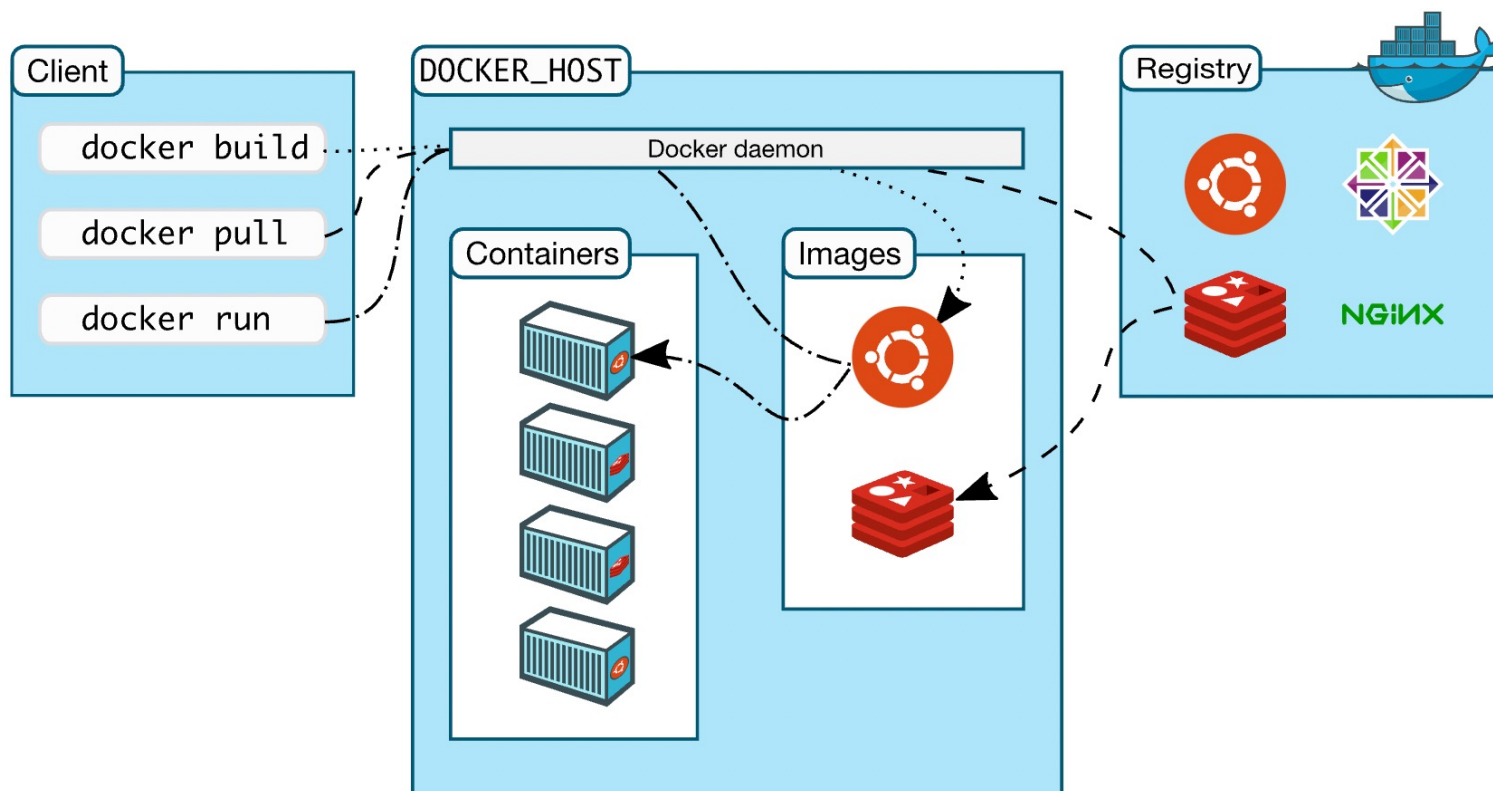 Client
docker build
docker pull
docker run
DOCKER_HOST
Docker daemon
Containers
Images
Registry
NGiNX